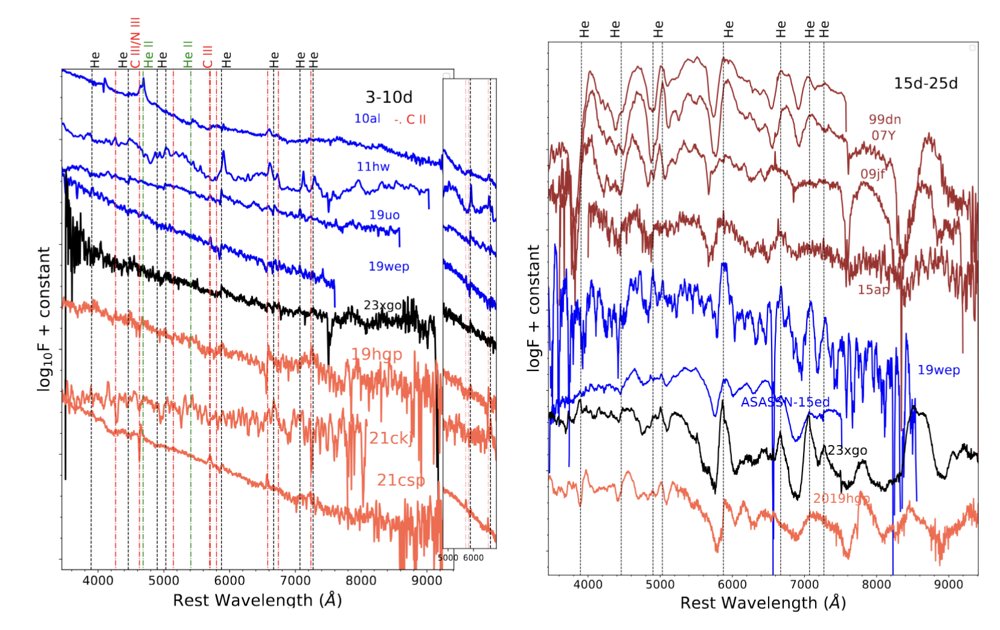 He
He
C III/N III
He II
He
He II
C III
He
He
He
He
3-10d
10al
-. C II
11hw
19uo
19wep
23xgo
19hgp
21ckj
21csp
log10F + constant
5000 6000
4000 5000 6000 7000 8000 9000
Rest Wavelength (Å)
He
He
He
He
He
He
He
15d-25d
99dn
07Y
09jf
15ap
19wep
ASASSN-15ed
23xgo
2019hgp
logF + constant
4000 5000 6000 7000 8000 9000
Rest Wavelength (Å)